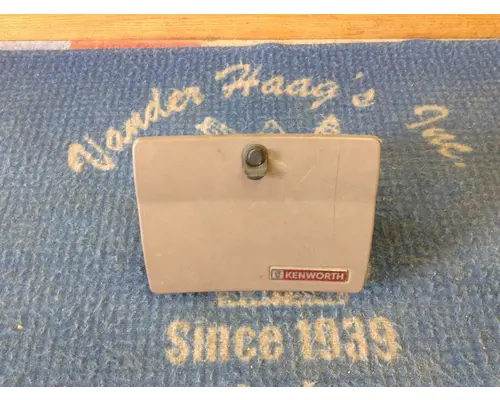 Vander Haag's Inc.
KENWORTH
Since 1939